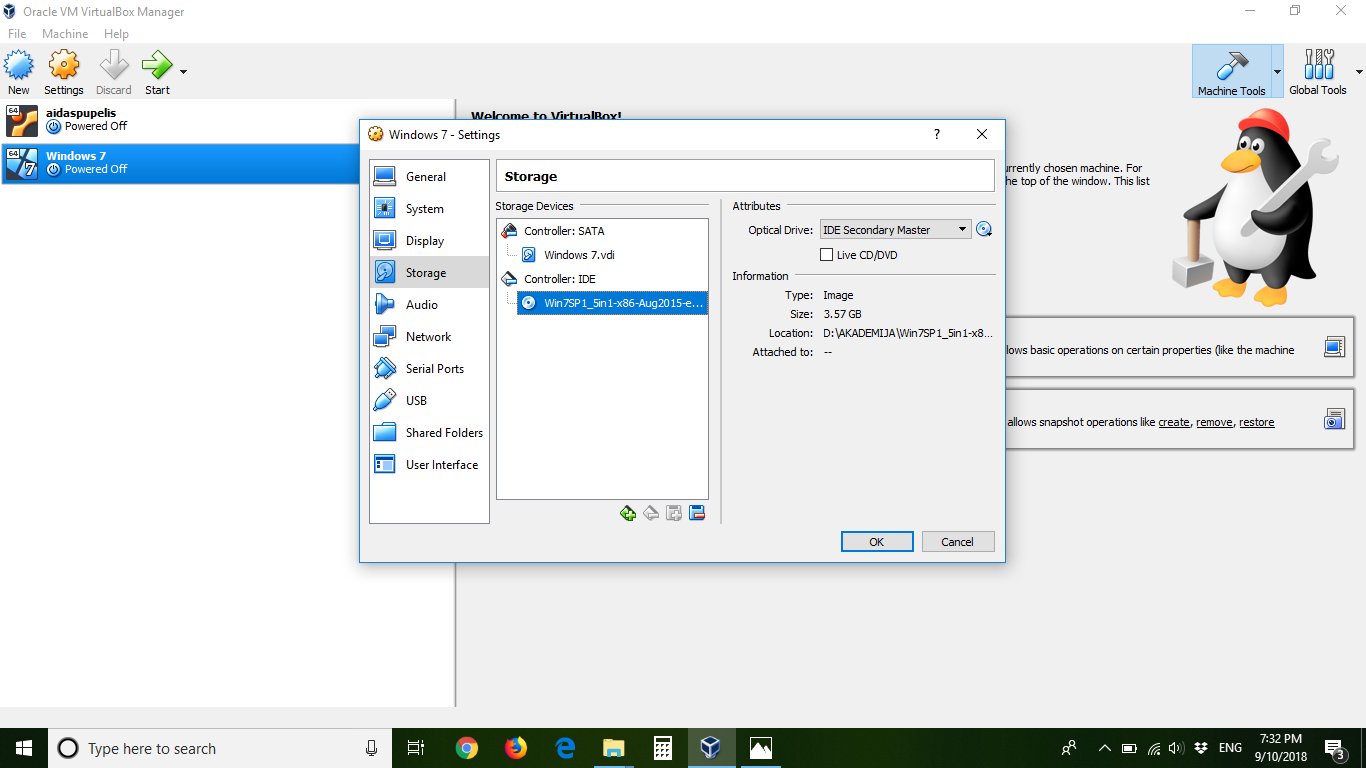 Oracle VM VirtualBox Manager
File Machine Help
New Settings Discard Start
Machine Tools Global Tools
64 aidaspupelis
Powered Off
64 Windows 7
Powered Off
Welcome to VirtualBox!
urrently chosen machine. For
he top of the window. This list
lows basic operations on certain properties (like the machine
allows snapshot operations like create, remove, restore
Windows 7 - Settings ?
General
System
Display
Storage
Audio
Network
Serial Ports
USB
Shared Folders
User Interface
Storage
Storage Devices
Controller: SATA
Windows 7.vdi
Controller: IDE
Win7SP1_5in1-x86-Aug2015-e...
Attributes
Optical Drive: IDE Secondary Master
Live CD/DVD
Information
Type: Image
Size: 3.57 GB
Location: D:\AKADEMIJA\Win7SP1_5in1-x8...
Attached to: --
OK Cancel
Type here to search
ENG
7:32 PM
9/10/2018
3